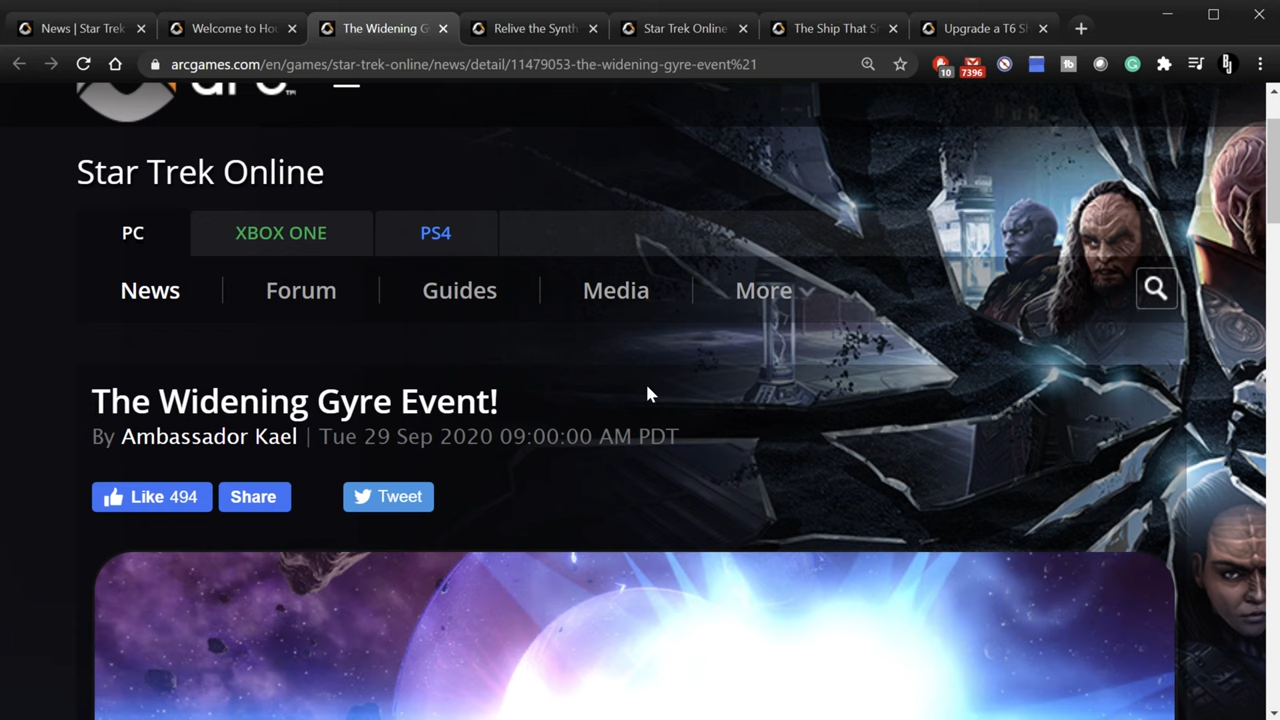 News | Star Trek
Welcome to Ho
The Widening G
Relive the Synth
Star Trek Online
The Ship That S
Upgrade a T6 S
arcgames.com/en/games/star-trek-online/news/detail/11479053-the-widening-gyre-event%21
10
7396
arc
Star Trek Online
PC
XBOX ONE
PS4
News
Forum
Guides
Media
More
The Widening Gyre Event!
By Ambassador Kael | Tue 29 Sep 2020 09:00:00 AM PDT
Like 494
Share
Tweet